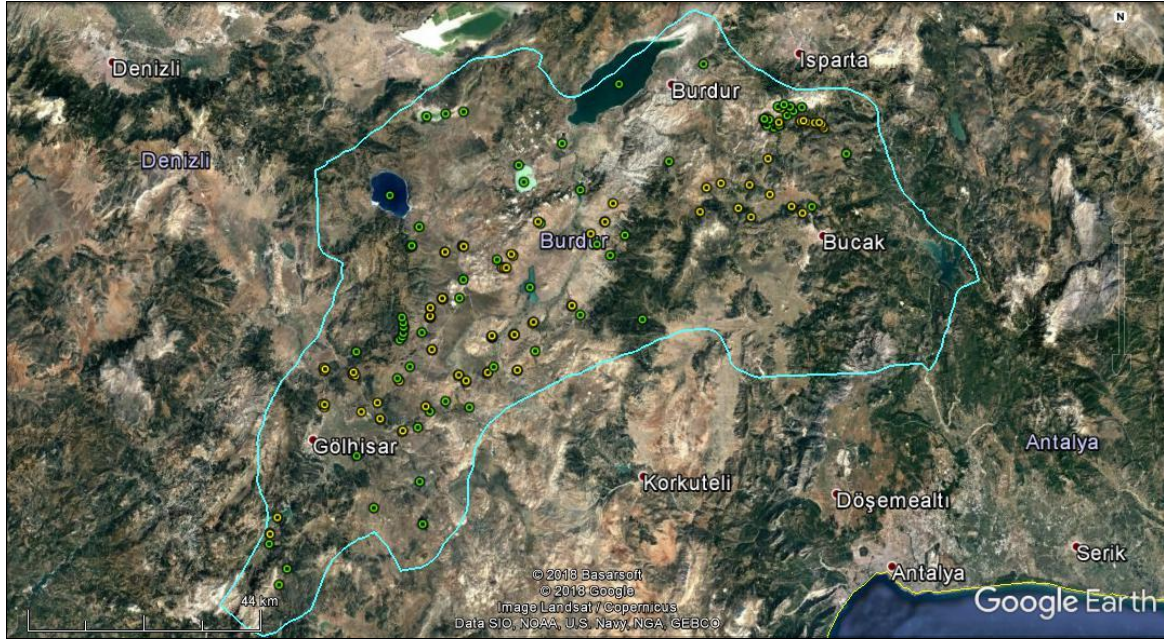 N
Isparta
Denizli
Burdur
Denizli
Burdur
Bucak
Gölhisar
Antalya
Korkuteli
Döşemealtı
Serik
Antalya
© 2018 Basarsoft
© 2018 Google
Image Landsat / Copernicus
Data SIO, NOAA, U.S. Navy, NGA, GEBCO
44 km
Google Earth